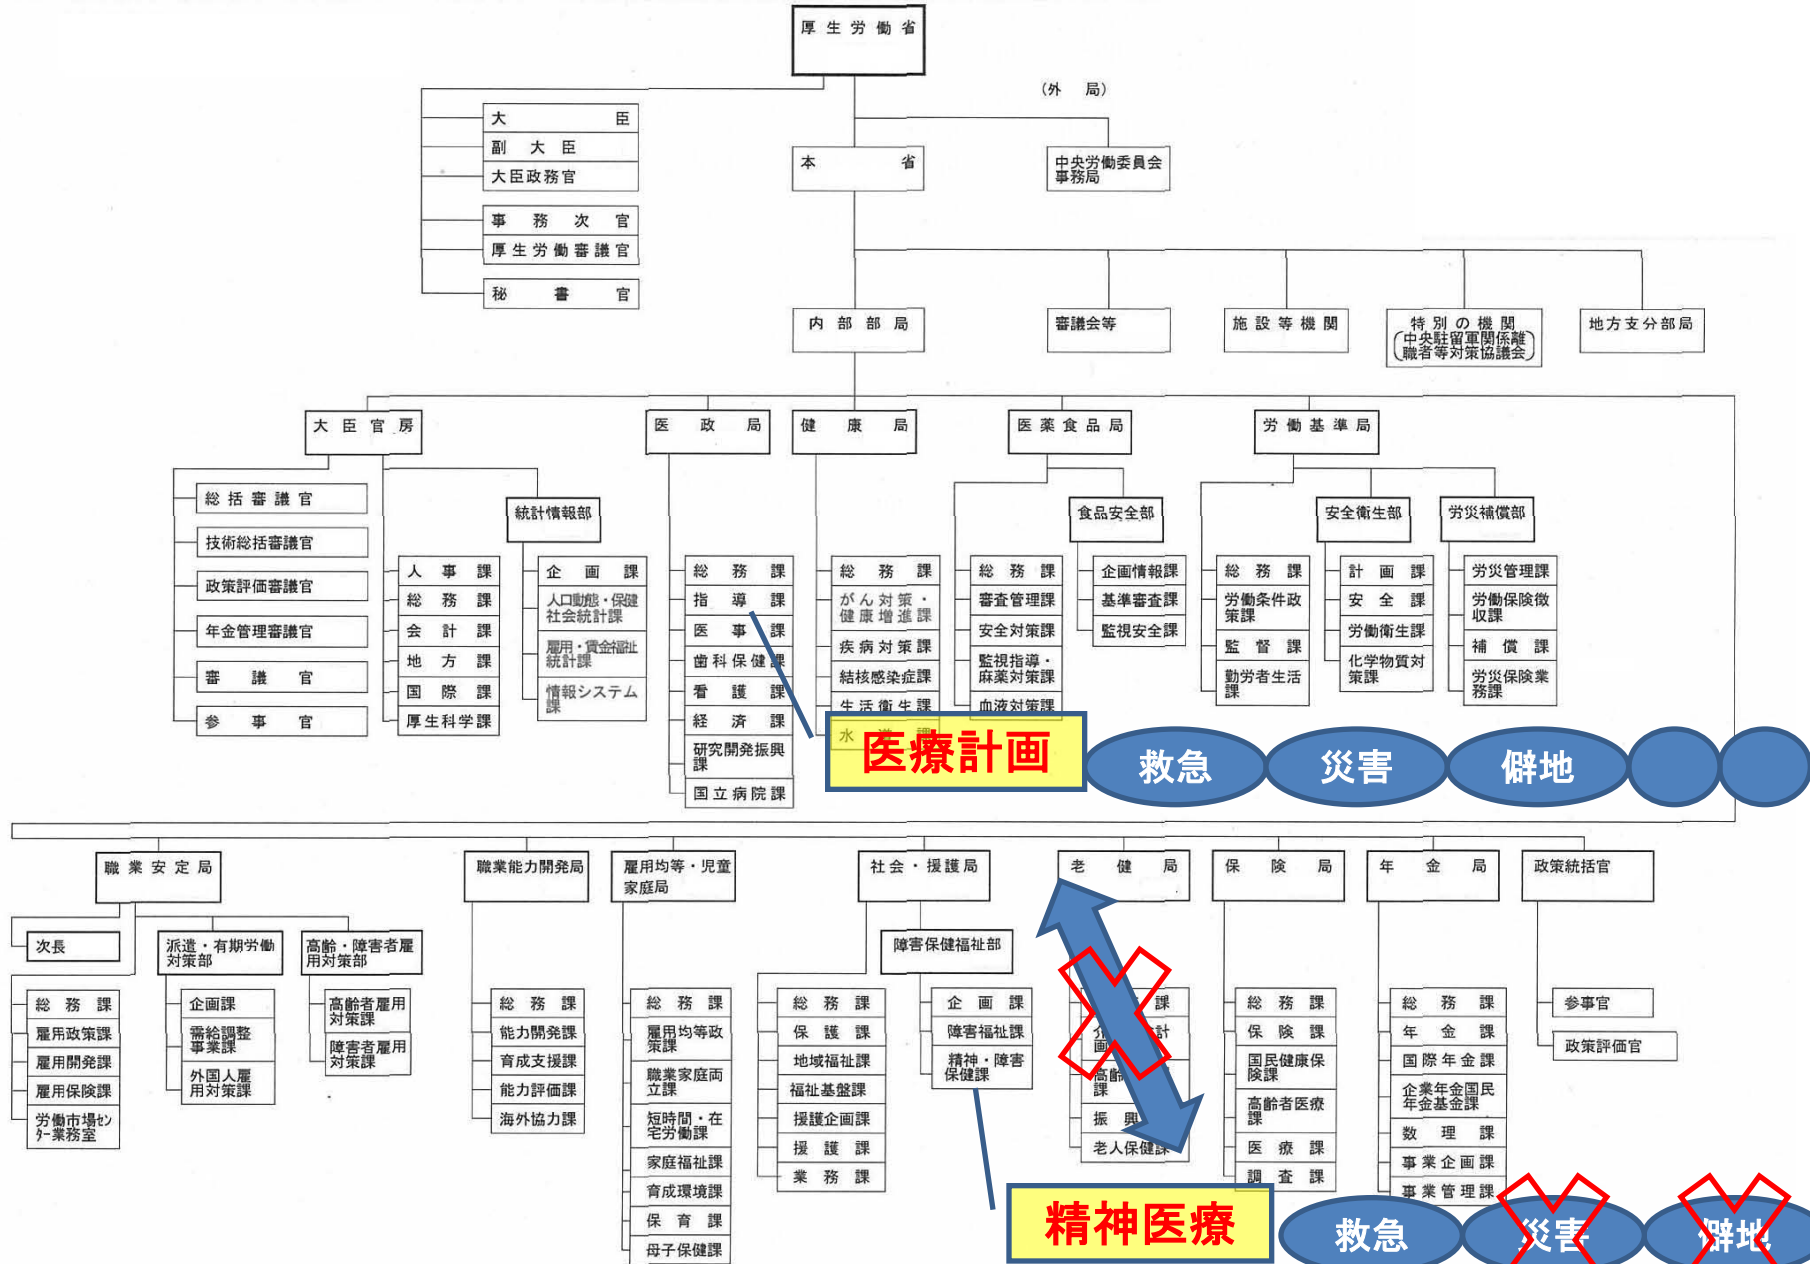 厚生労働省
（外　局）
大　臣
副大臣
大臣政務官
事務次官
厚生労働審議官
秘書官
本　省
中央労働委員会
事務局
内部部局
審議会等
施設等機関
特別の機関
（中央駐留軍関係離
職者等対策協議会）
地方支分部局
大臣官房
医政局
健康局
医薬食品局
労働基準局
総括審議官
技術総括審議官
政策評価審議官
年金管理審議官
審議官
参事官
人事課
総務課
会計課
地方課
国際課
厚生科学課
統計情報部
企画課
人口動態・保健
社会統計課
雇用・賃金福祉
統計課
情報システム
課
総務課
指導課
医事課
歯科保健課
看護課
経済課
研究開発振興
課
国立病院課
総務課
がん対策・
健康増進課
疾病対策課
結核感染症課
生活衛生課
水道課
総務課
審査管理課
安全対策課
監視指導・
麻薬対策課
血液対策課
食品安全部
企画情報課
基準審査課
監視安全課
総務課
労働条件政
策課
監督課
勤労者生活
課
安全衛生部
計画課
安全課
労働衛生課
化学物質対
策課
労災補償部
労災管理課
労働保険徴
収課
補償課
労災保険業
務課
医療計画
救急
災害
僻地
職業安定局
職業能力開発局
雇用均等・児童
家庭局
社会・援護局
老健局
保険局
年金局
政策統括官
次長
総務課
雇用政策課
雇用開発課
雇用保険課
労働市場セン
ター業務室
派遣・有期労働
対策部
企画課
需給調整
事業課
外国人雇
用対策課
高齢・障害者雇
用対策部
高齢者雇用
対策課
障害者雇用
対策課
総務課
能力開発課
育成支援課
能力評価課
海外協力課
総務課
雇用均等政
策課
職業家庭両
立課
短時間・在
宅労働課
家庭福祉課
育成環境課
保育課
母子保健課
総務課
保護課
地域福祉課
福祉基盤課
援護企画課
援護課
業務課
障害保健福祉部
企画課
障害福祉課
精神・障害
保健課
課
介
計
画
高齢
課
振興
老人保健課
総務課
保険課
国民健康保
険課
高齢者医療
課
医療課
調査課
総務課
年金課
国際年金課
企業年金国民
年金基金課
数理課
事業企画課
事業管理課
参事官
政策評価官
精神医療
救急
災害
僻地